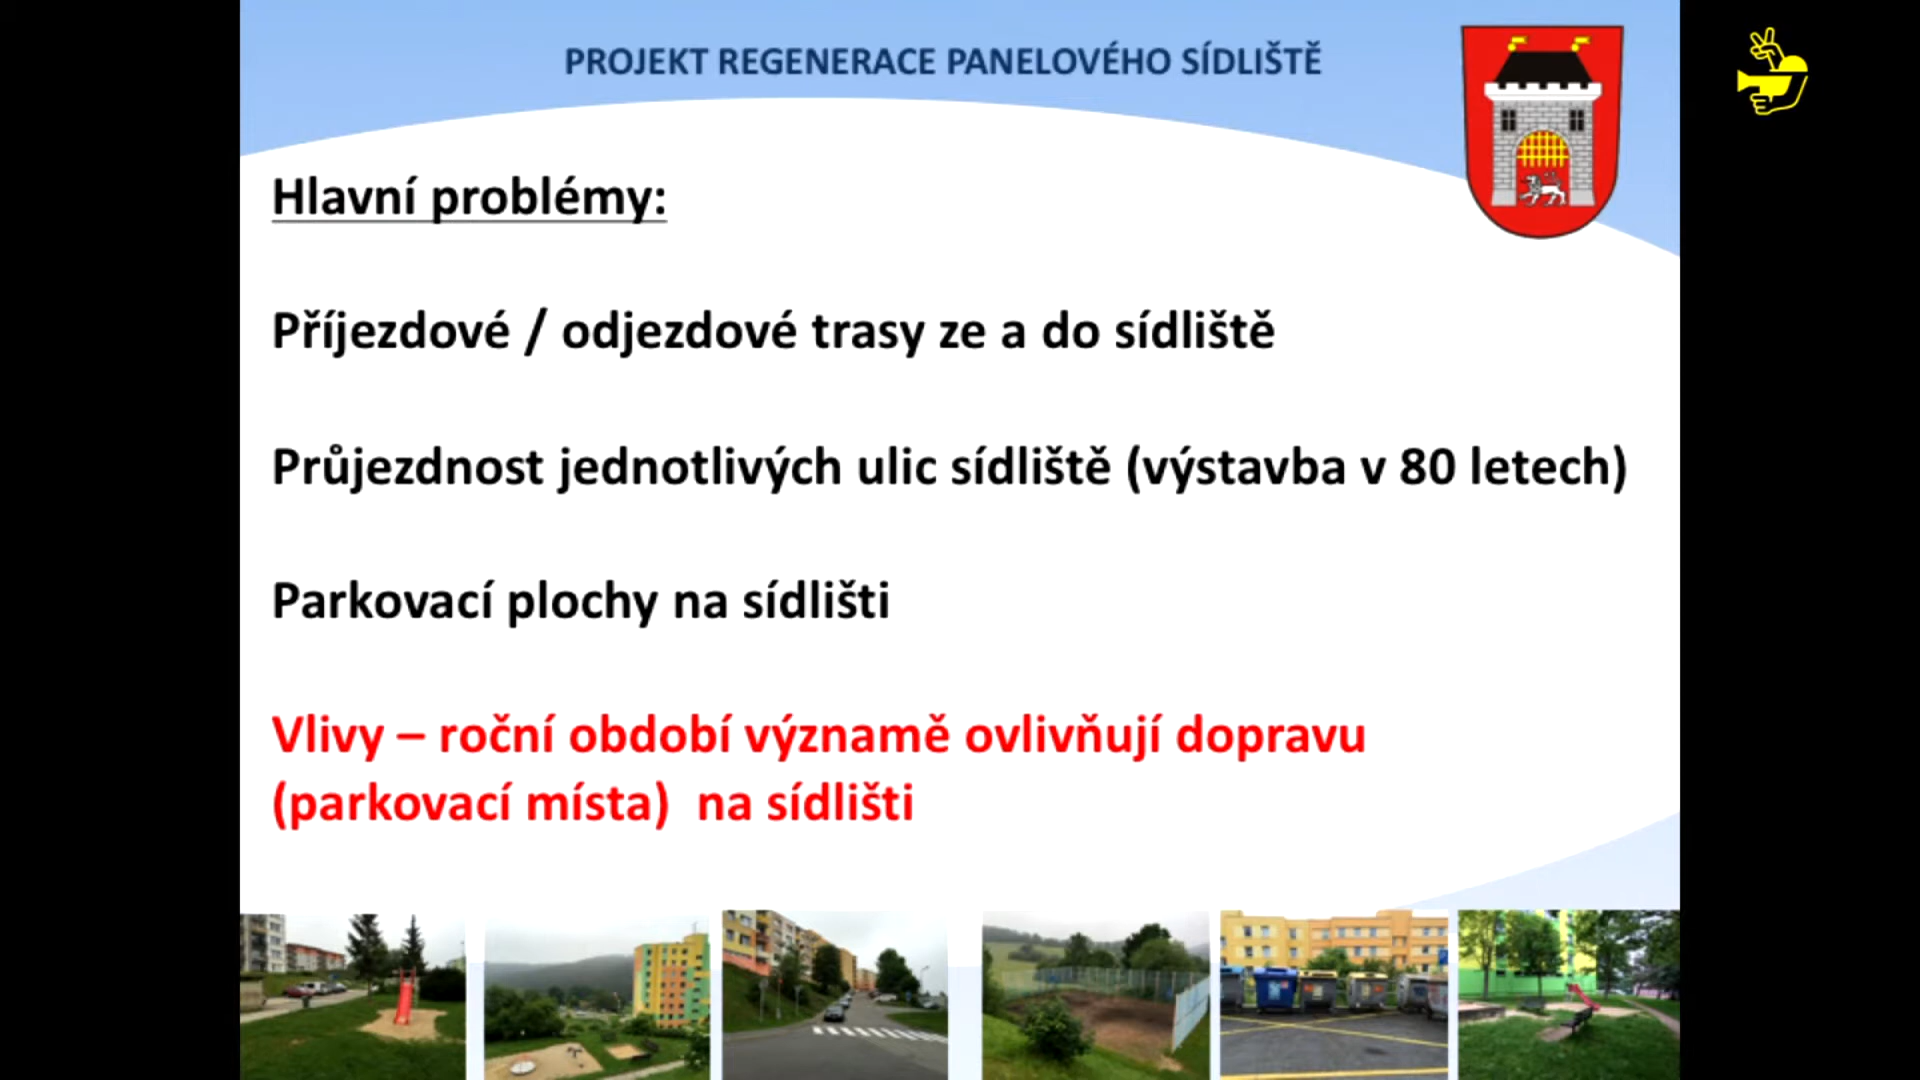 PROJEKT REGENERACE PANELOVÉHO SÍDLIŠTĚ
Hlavní problémy:
Příjezdové / odjezdové trasy ze a do sídliště
Průjezdnost jednotlivých ulic sídliště (výstavba v 80 letech)
Parkovací plochy na sídlišti
Vlivy – roční období významě ovlivňují dopravu
(parkovací místa) na sídlišti